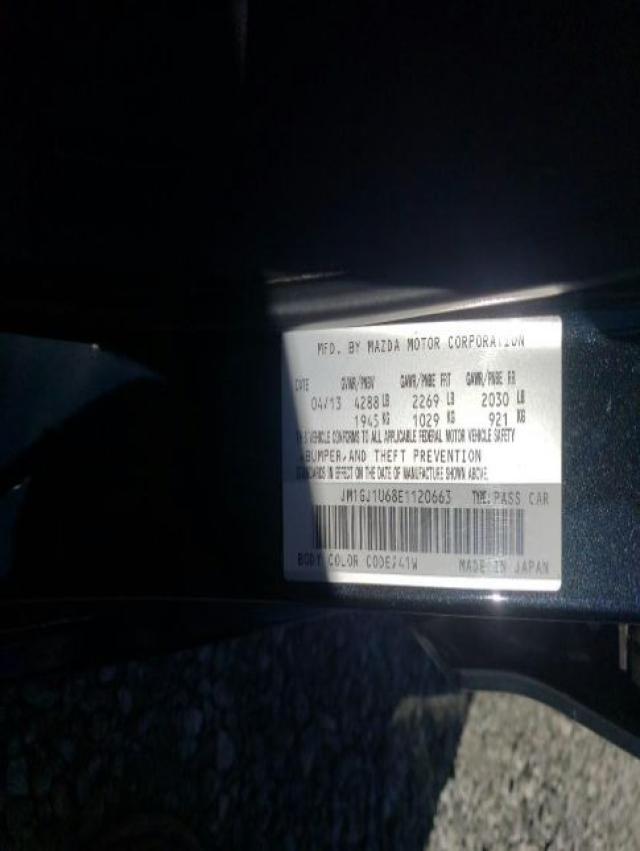 MFD. BY MAZDA MOTOR CORPORATION
DATE GVWR/PNBV GAWR/PNBE FRT GAWR/PNBE RR
04/13 4288 LB 2269 LB 2030 LB
1945 KG 1029 KG 921 KG
THIS VEHICLE CONFORMS TO ALL APPLICABLE FEDERAL MOTOR VEHICLE SAFETY
,BUMPER,AND THEFT PREVENTION
STANDARDS IN EFFECT ON THE DATE OF MANUFACTURE SHOWN ABOVE.
JM1GJ1U68E1120663 TYPE: PASS CAR
BODY COLOR CODE:41W MADE IN JAPAN